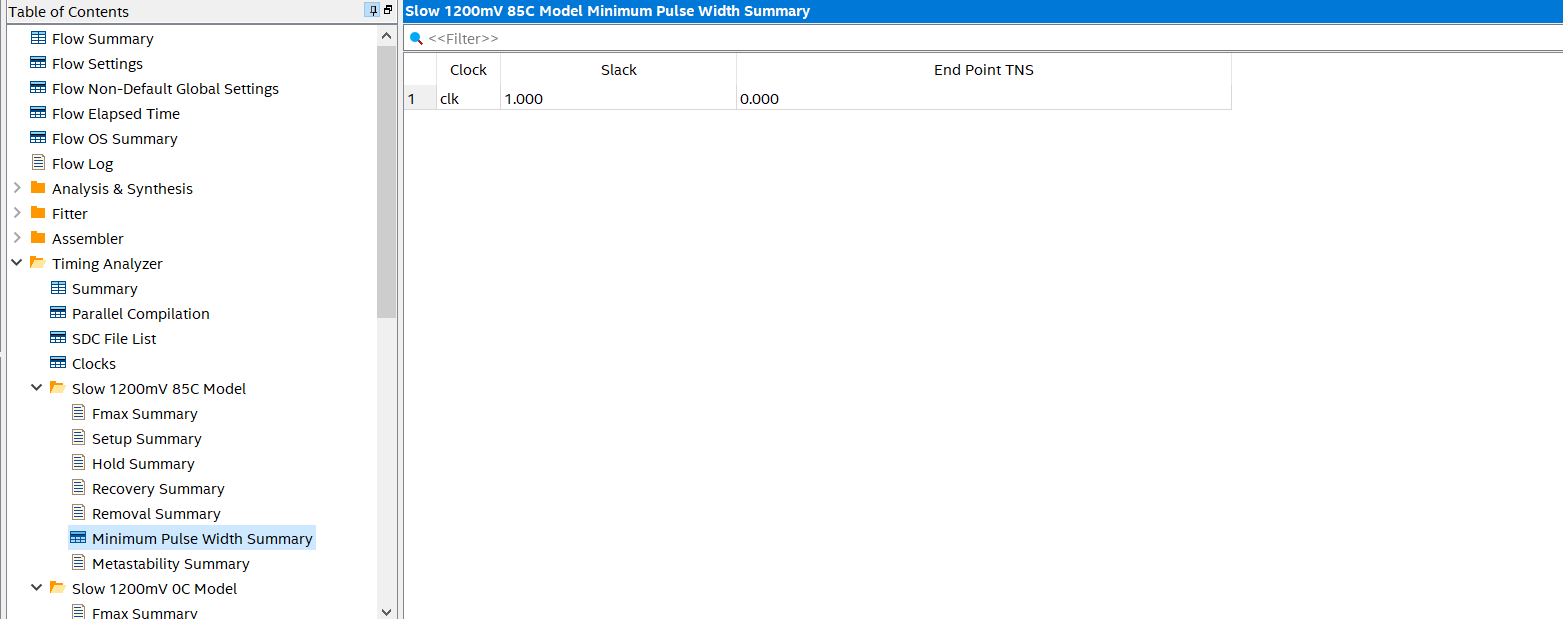 Table of Contents
Flow Summary
Flow Settings
Flow Non-Default Global Settings
Flow Elapsed Time
Flow OS Summary
Flow Log
Analysis & Synthesis
Fitter
Assembler
Timing Analyzer
Summary
Parallel Compilation
SDC File List
Clocks
Slow 1200mV 85C Model
Fmax Summary
Setup Summary
Hold Summary
Recovery Summary
Removal Summary
Minimum Pulse Width Summary
Metastability Summary
Slow 1200mV 0C Model
Fmax Summary
Slow 1200mV 85C Model Minimum Pulse Width Summary
<<Filter>>
Clock Slack End Point TNS
1 clk 1.000 0.000